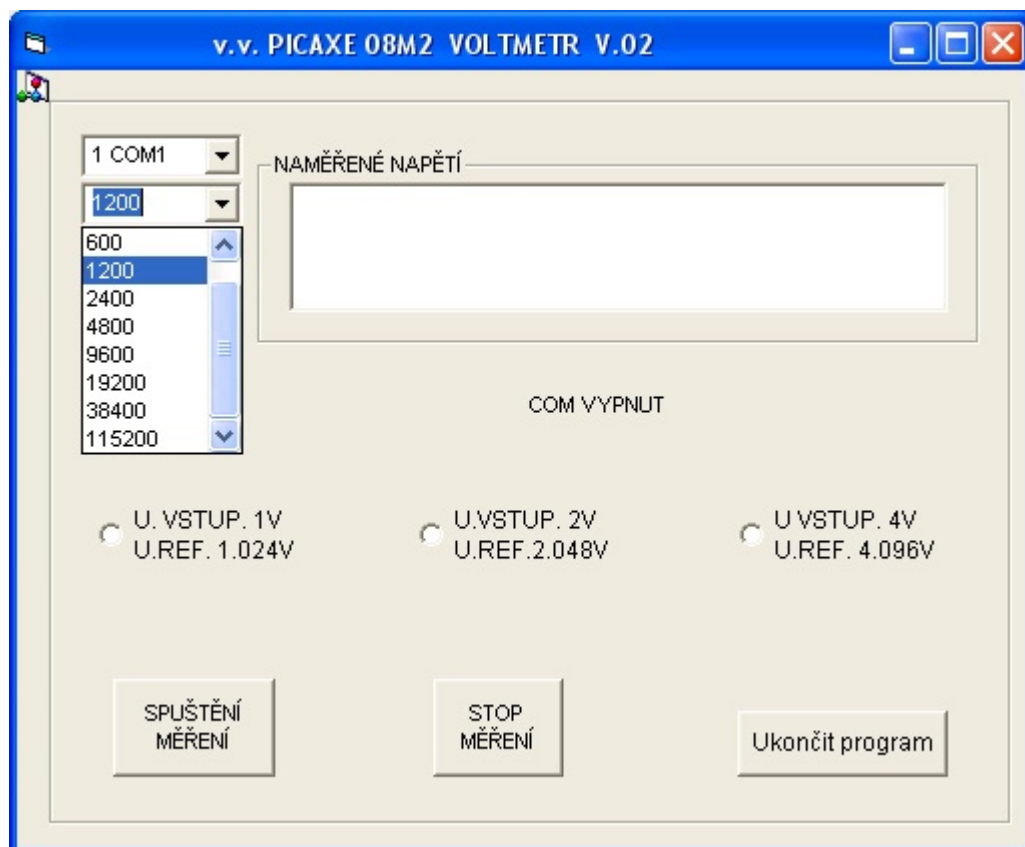 v.v. PICAXE 08M2 VOLTMETR V.02
1 COM1
1200
600
1200
2400
4800
9600
19200
38400
115200
NAMĚŘENÉ NAPĚTÍ
COM VYPNUT
U. VSTUP. 1V
U.REF. 1.024V
U.VSTUP. 2V
U.REF.2.048V
U VSTUP. 4V
U.REF. 4.096V
SPUŠTĚNÍ
MĚŘENÍ
STOP
MĚŘENÍ
Ukončit program